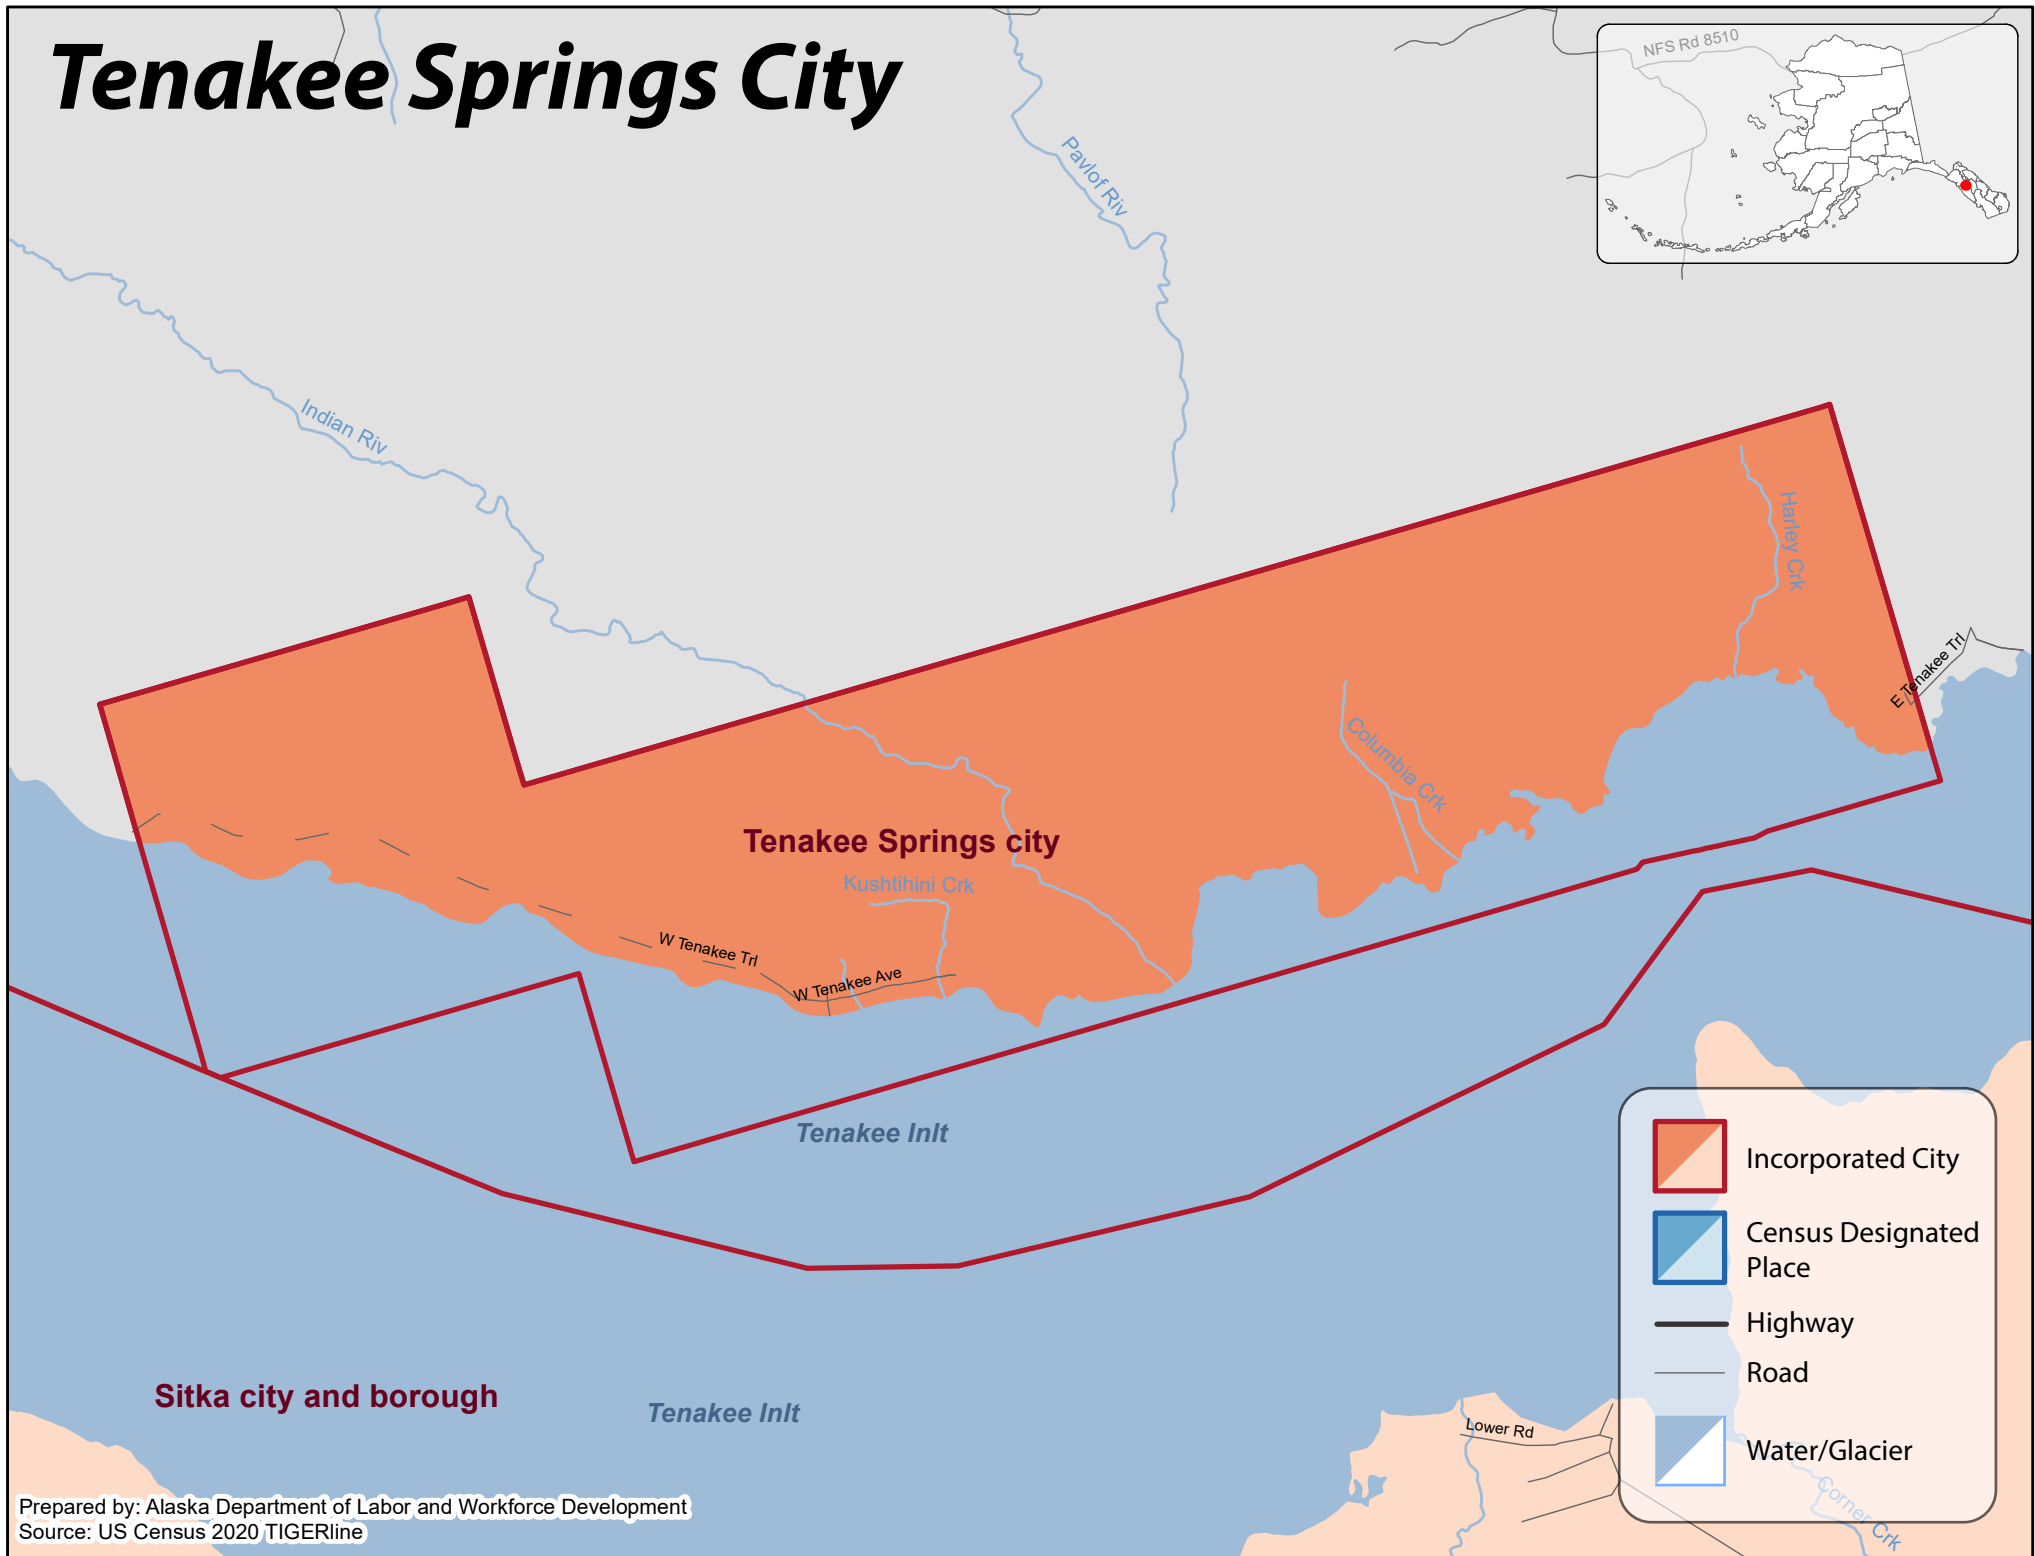 Tenakee Springs City
NFS Rd 8510
Pavlof Riv
Indian Riv
Harley Crk
E Tenakee Trl
Columbia Crk
Tenakee Springs city
Kushtihini Crk
W Tenakee Trl
W Tenakee Ave
Tenakee Inlt
Incorporated City
Census Designated
Place
Highway
Road
Water/Glacier
Sitka city and borough
Tenakee Inlt
Lower Rd
Corner Crk
Prepared by: Alaska Department of Labor and Workforce Development
Source: US Census 2020 TIGERline